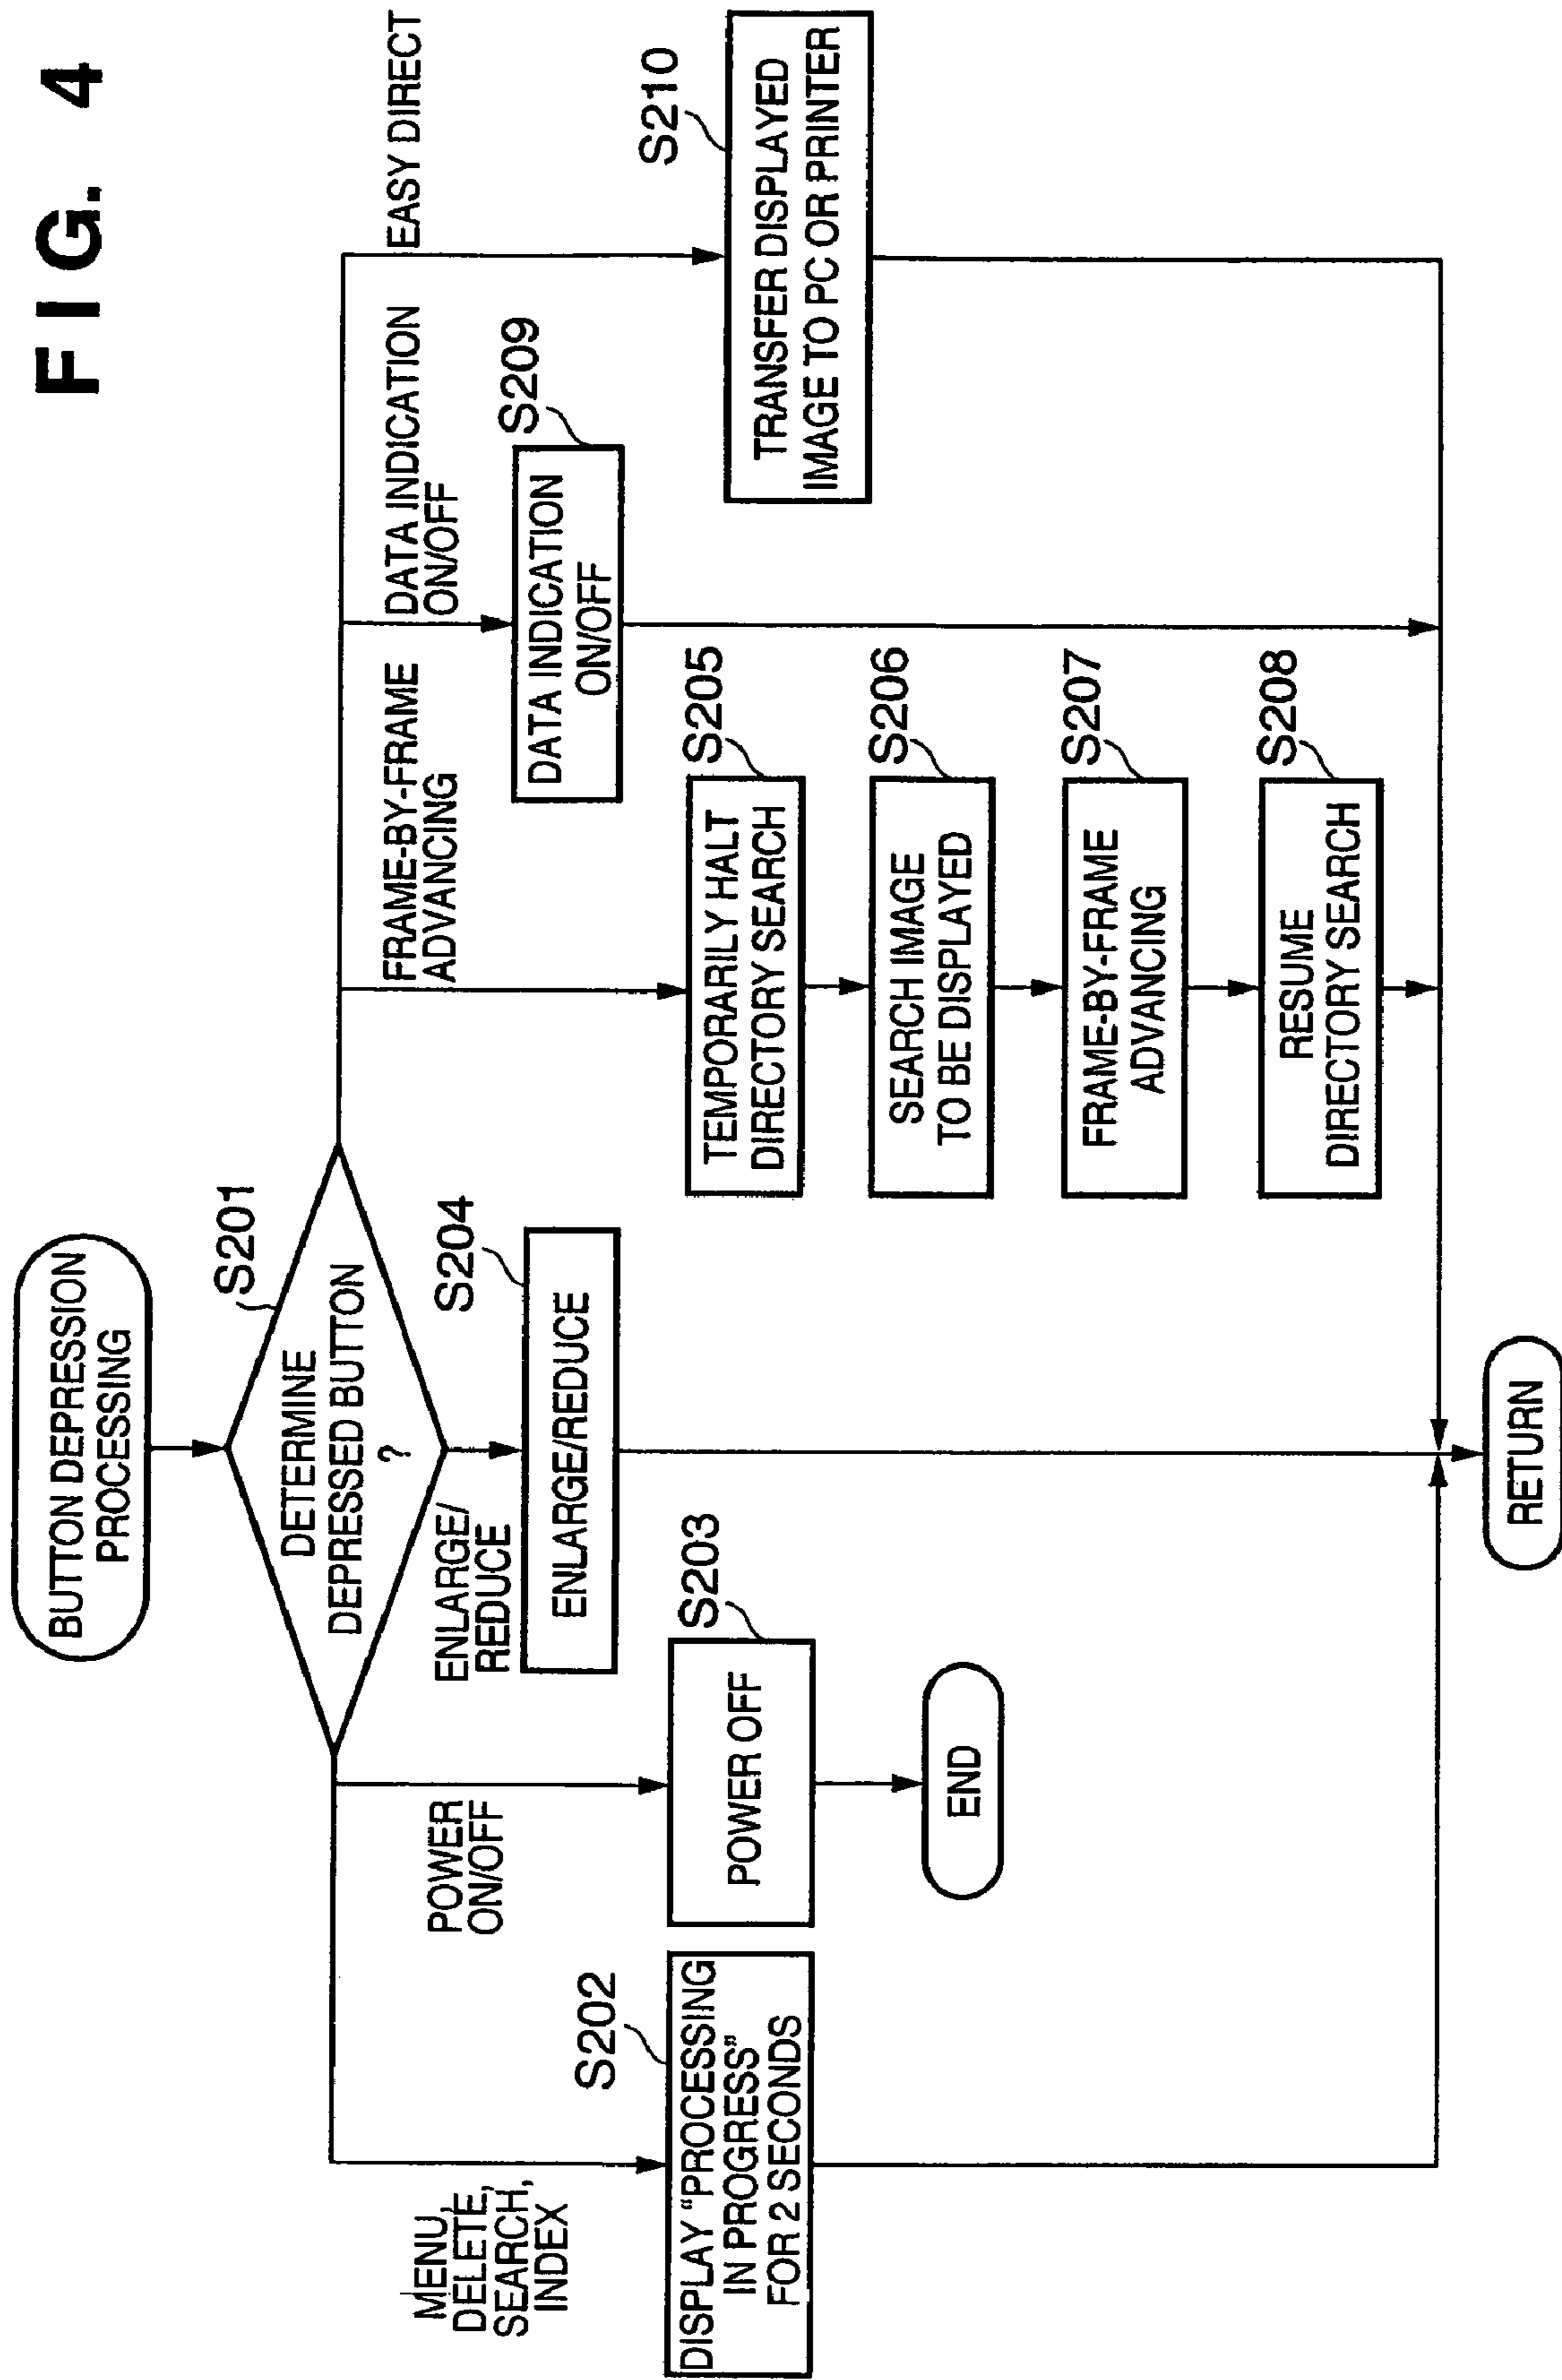 FIG. 4
BUTTON DEPRESSION
PROCESSING
S201
DETERMINE
DEPRESSED BUTTON
?
MENU,
DELETE,
SEARCH,
INDEX
S202
DISPLAY "PROCESSING
IN PROGRESS"
FOR 2 SECONDS
POWER
ON/OFF
S203
POWER OFF
END
ENLARGE/
REDUCE
S204
ENLARGE/REDUCE
FRAME-BY-FRAME
ADVANCING
S205
TEMPORARILY HALT
DIRECTORY SEARCH
S206
SEARCH IMAGE
TO BE DISPLAYED
S207
FRAME-BY-FRAME
ADVANCING
S208
RESUME
DIRECTORY SEARCH
DATA INDICATION
ON/OFF
S209
DATA INDICATION
ON/OFF
EASY DIRECT
S210
TRANSFER DISPLAYED
IMAGE TO PC OR PRINTER
RETURN